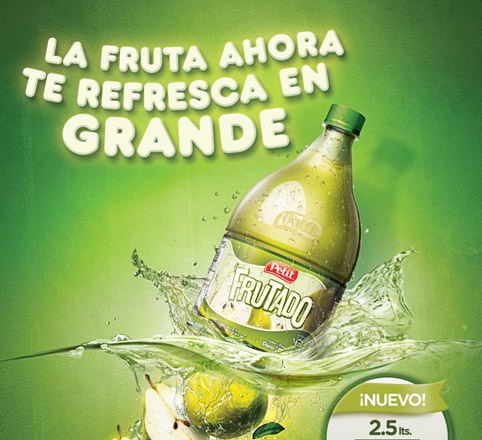 LA FRUTA AHORA
TE REFRESCA EN
GRANDE
Petit
FRUTADO
¡NUEVO!
2.5 lts.